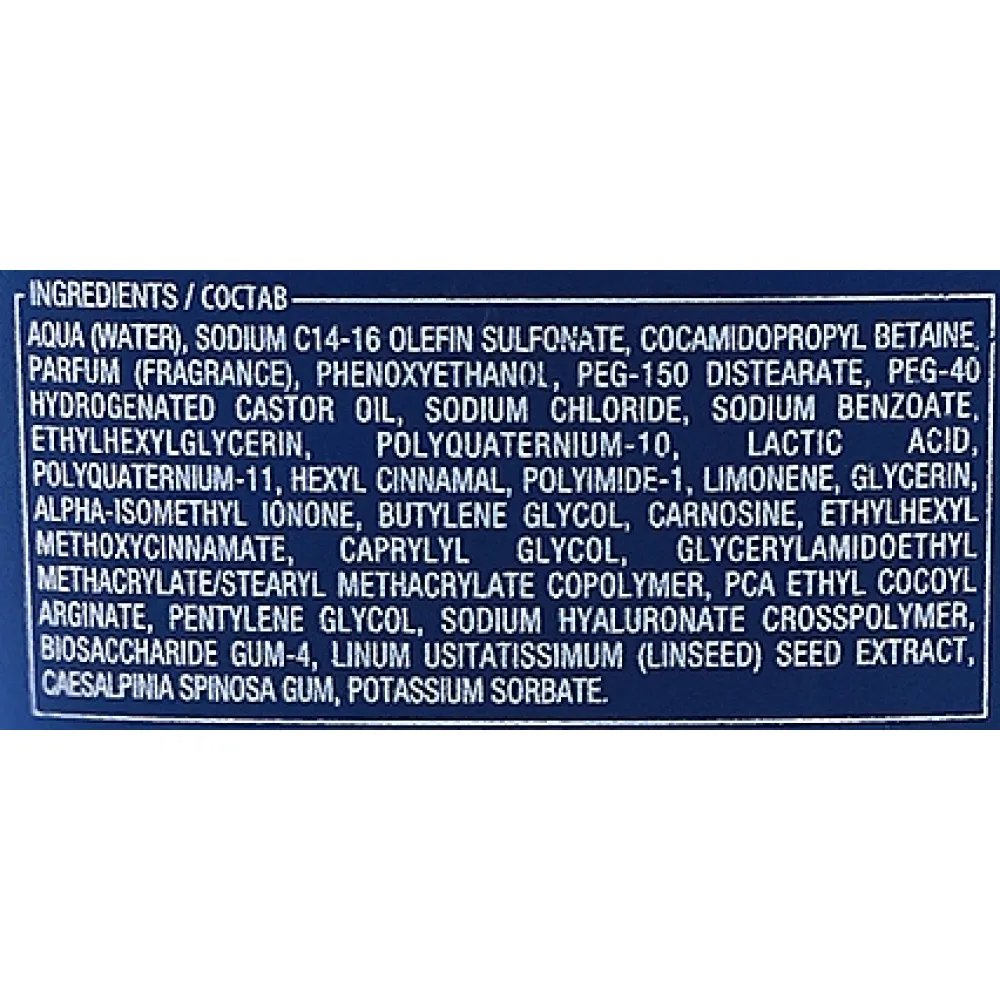 INGREDIENTS / СОСТАВ
AQUA (WATER), SODIUM C14-16 OLEFIN SULFONATE, COCAMIDOPROPYL BETAINE,
PARFUM (FRAGRANCE), PHENOXYETHANOL, PEG-150 DISTEARATE, PEG-40
HYDROGENATED CASTOR OIL, SODIUM CHLORIDE, SODIUM BENZOATE,
ETHYLHEXYLGLYCERIN, POLYQUATERNIUM-10, LACTIC ACID,
POLYQUATERNIUM-11, HEXYL CINNAMAL, POLYIMIDE-1, LIMONENE, GLYCERIN,
ALPHA-ISOMETHYL IONONE, BUTYLENE GLYCOL, CARNOSINE, ETHYLHEXYL
METHOXYCINNAMATE, CAPRYLYL GLYCOL, GLYCERYLAMIDOETHYL
METHACRYLATE/STEARYL METHACRYLATE COPOLYMER, PCA ETHYL COCOYL
ARGINATE, PENTYLENE GLYCOL, SODIUM HYALURONATE CROSSPOLYMER,
BIOSACCHARIDE GUM-4, LINUM USITATISSIMUM (LINSEED) SEED EXTRACT,
CAESALPINIA SPINOSA GUM, POTASSIUM SORBATE.